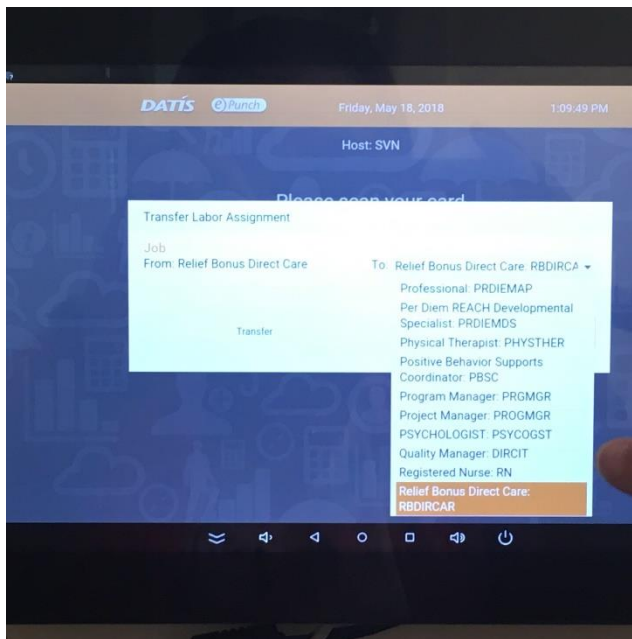 DATIS ePunch Friday, May 18, 2018 1:09:49 PM
Host: SVN
Please scan your card
Transfer Labor Assignment
Job
From: Relief Bonus Direct Care To: Relief Bonus Direct Care: RBDIRCA
Professional: PRDIEMAP
Per Diem REACH Developmental
Specialist: PRDIEMDS
Physical Therapist: PHYSTHER
Transfer
Positive Behavior Supports
Coordinator: PBSC
Program Manager: PRGMGR
Project Manager: PROGMGR
PSYCHOLOGIST: PSYCOGST
Quality Manager: DIRCIT
Registered Nurse: RN
Relief Bonus Direct Care:
RBDIRCAR